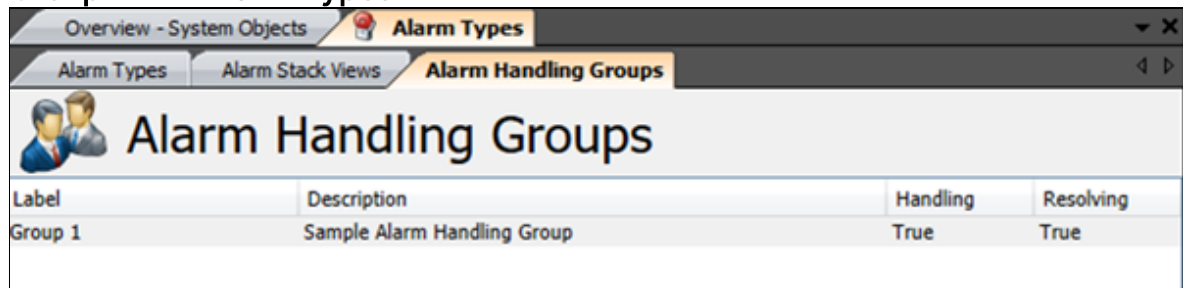 Overview - System Objects Alarm Types
Alarm Types Alarm Stack Views Alarm Handling Groups
Alarm Handling Groups
Label Description Handling Resolving
Group 1 Sample Alarm Handling Group True True